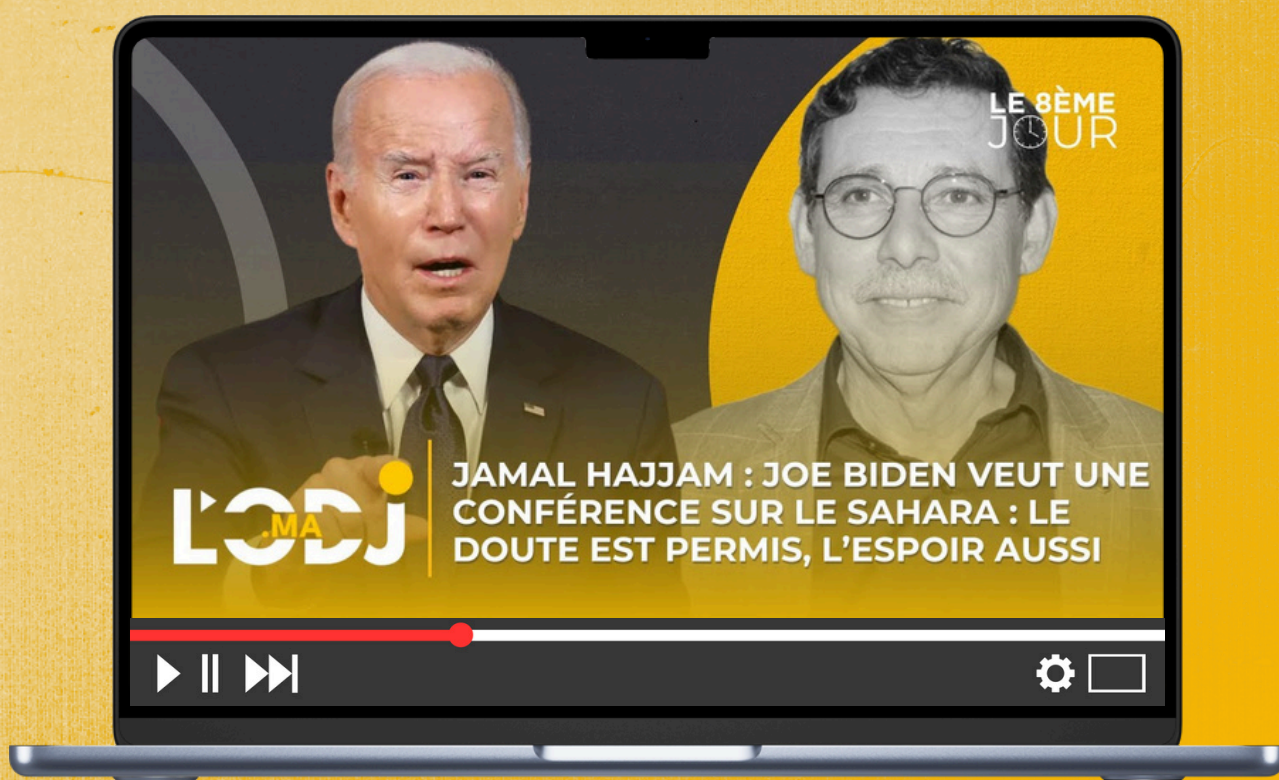 LE 8ÈME
JOUR
L'ODJ
.MA
JAMAL HAJJAM : JOE BIDEN VEUT UNE
CONFÉRENCE SUR LE SAHARA : LE
DOUTE EST PERMIS, L’ESPOIR AUSSI